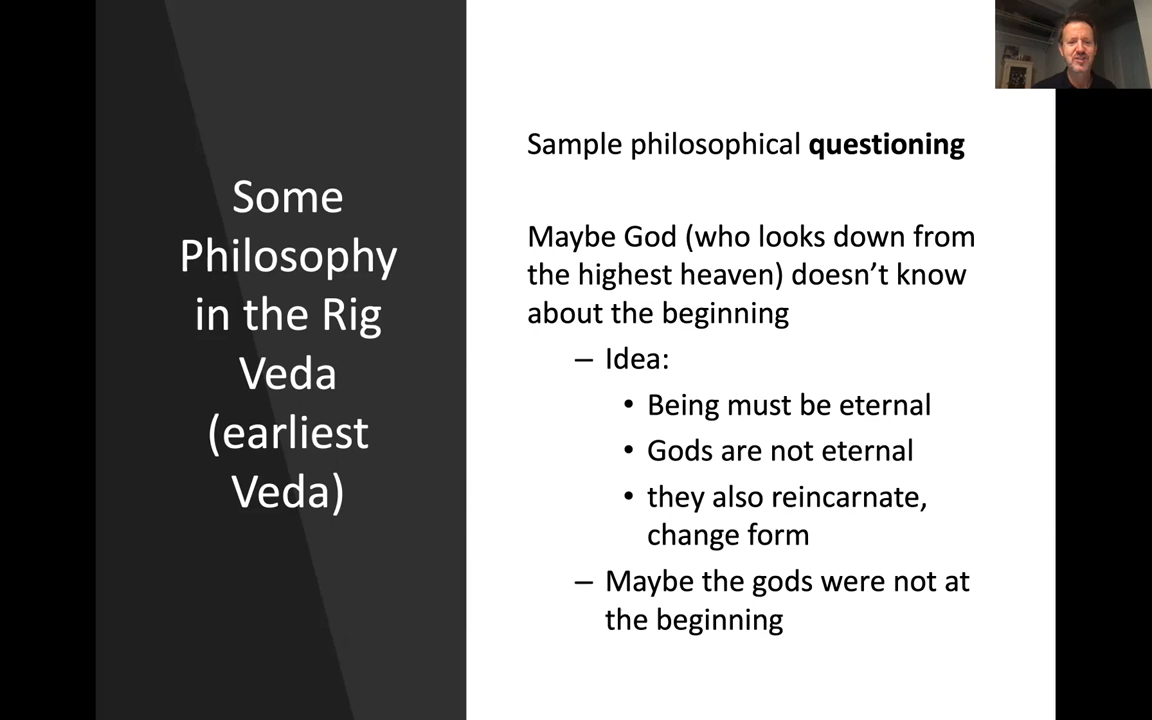 Some
Philosophy
in the Rig
Veda
(earliest
Veda)
Sample philosophical questioning
Maybe God (who looks down from
the highest heaven) doesn’t know
about the beginning
– Idea:
• Being must be eternal
• Gods are not eternal
• they also reincarnate,
change form
– Maybe the gods were not at
the beginning